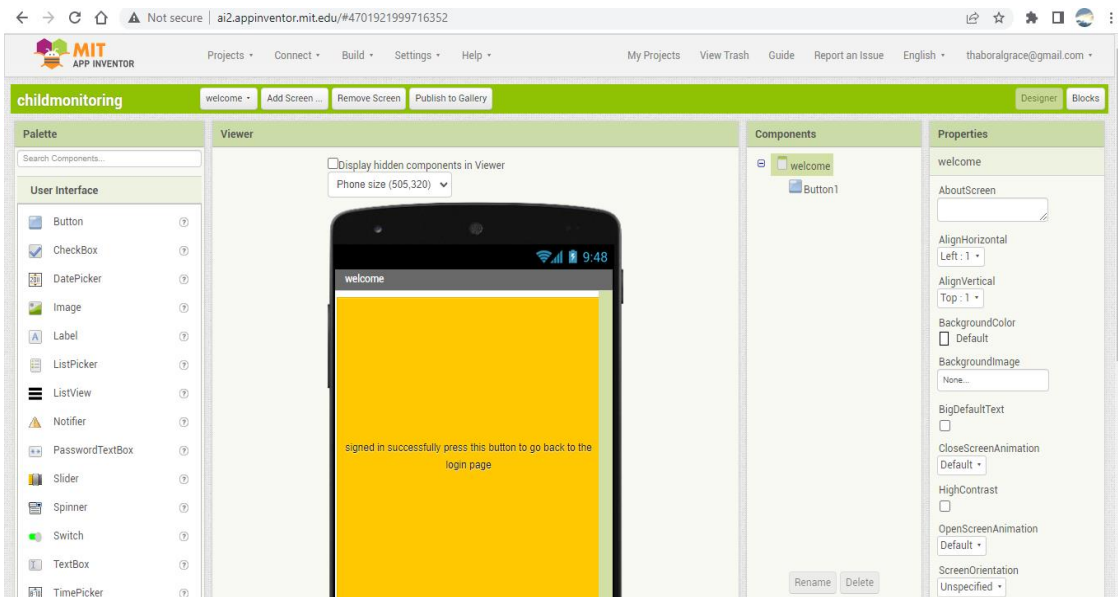 Not secure | ai2.appinventor.mit.edu/#4701921999716352
MIT
APP INVENTOR
Projects Connect Build Settings Help My Projects View Trash Guide Report an Issue English thaboralgrace@gmail.com
childmonitoring welcome Add Screen ... Remove Screen Publish to Gallery Designer Blocks
Palette
Search Components...
User Interface
Button
CheckBox
DatePicker
Image
Label
ListPicker
ListView
Notifier
PasswordTextBox
Slider
Spinner
Switch
TextBox
TimePicker
Viewer
Display hidden components in Viewer
Phone size (505,320)
9:48
welcome
signed in successfully press this button to go back to the
login page
Components
welcome
Button1
Rename Delete
Properties
welcome
AboutScreen
AlignHorizontal
Left : 1
AlignVertical
Top : 1
BackgroundColor
Default
BackgroundImage
None...
BigDefaultText
CloseScreenAnimation
Default
HighContrast
OpenScreenAnimation
Default
ScreenOrientation
Unspecified